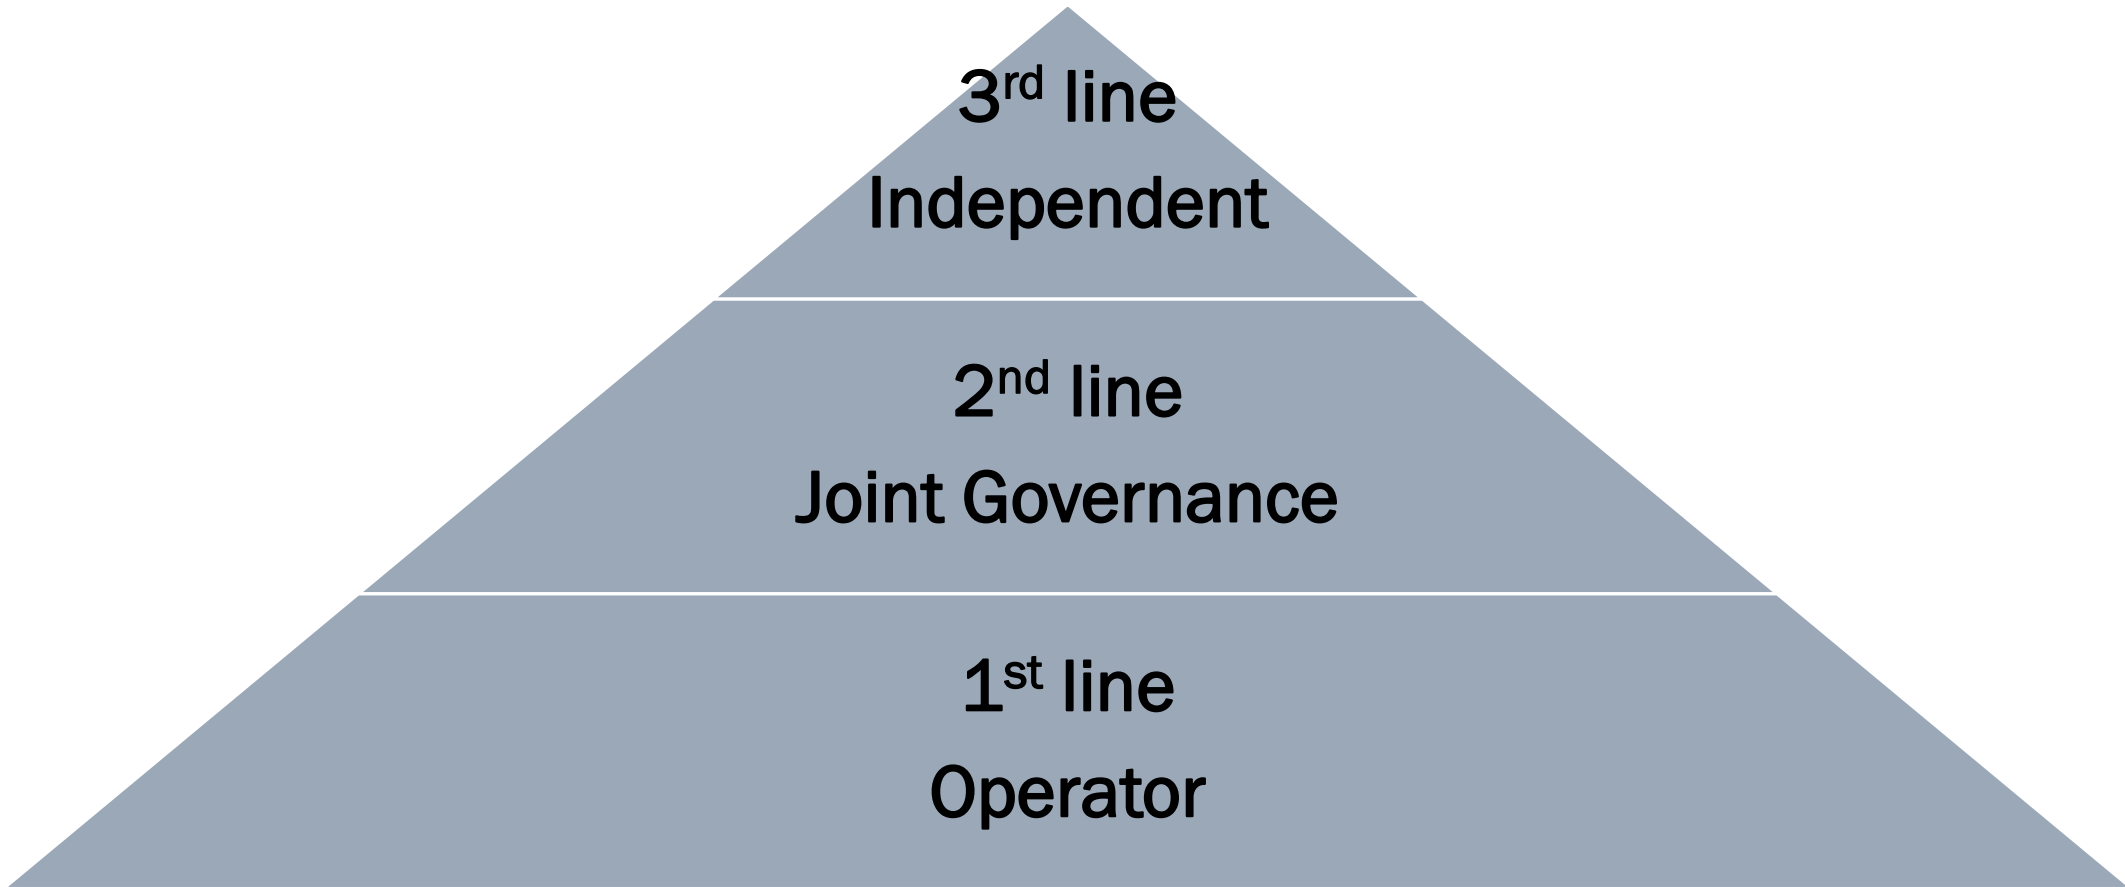 3rd line
Independent
2nd line
Joint Governance
1st line
Operator